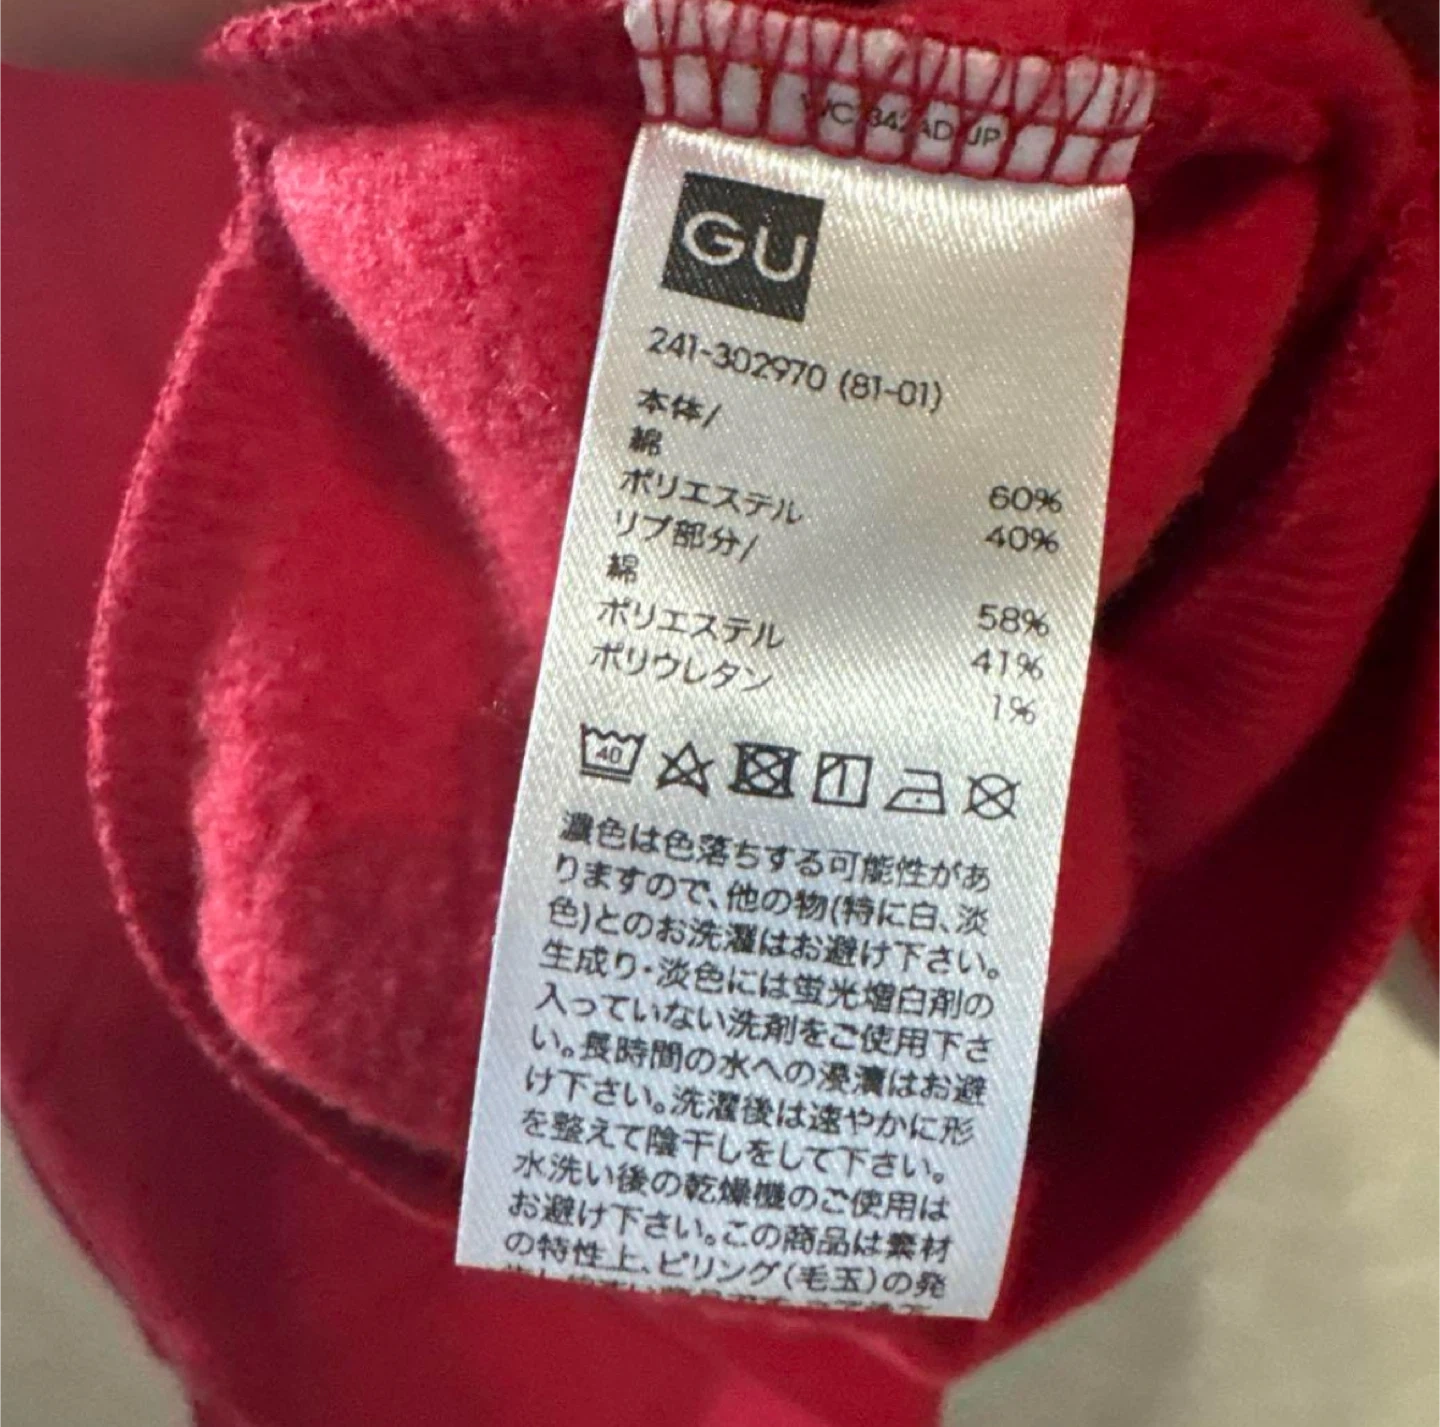 GU
241-302970 (81-01)
本体/
綿 60%
ポリエステル 40%
リブ部分/
綿 58%
ポリエステル 41%
ポリウレタン 1%
40
濃色は色落ちする可能性があ
りますので、他の物(特に白、淡
色)とのお洗濯はお避け下さい。
生成り・淡色には蛍光増白剤の
入っていない洗剤をご使用下さ
い。長時間の水への浸漬はお避
け下さい。洗濯後は速やかに形
を整えて陰干しをして下さい。
水洗い後の乾燥機のご使用は
お避け下さい。この商品は素材
の特性上、ピリング(毛玉)の発